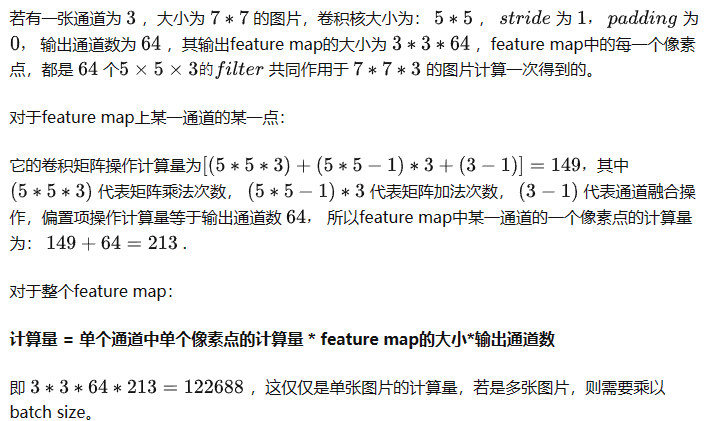 若有一张通道为 3 ，大小为 7 * 7 的图片，卷积核大小为： 5 * 5 ， stride 为 1， padding 为
0， 输出通道数为 64 ，其输出feature map的大小为 3 * 3 * 64 ，feature map中的每一个像素
点，都是 64 个5 × 5 × 3的filter 共同作用于 7 * 7 * 3 的图片计算一次得到的。
对于feature map上某一通道的某一点：
它的卷积矩阵操作计算量为[(5 * 5 * 3) + (5 * 5 − 1) * 3 + (3 − 1)] = 149，其中
(5 * 5 * 3) 代表矩阵乘法次数， (5 * 5 − 1) * 3 代表矩阵加法次数， (3 − 1) 代表通道融合操
作，偏置项操作计算量等于输出通道数 64， 所以feature map中某一通道的一个像素点的计算量
为： 149 + 64 = 213 .
对于整个feature map：
计算量 = 单个通道中单个像素点的计算量 * feature map的大小*输出通道数
即 3 * 3 * 64 * 213 = 122688 ，这仅仅是单张图片的计算量，若是多张图片，则需要乘以
batch size。